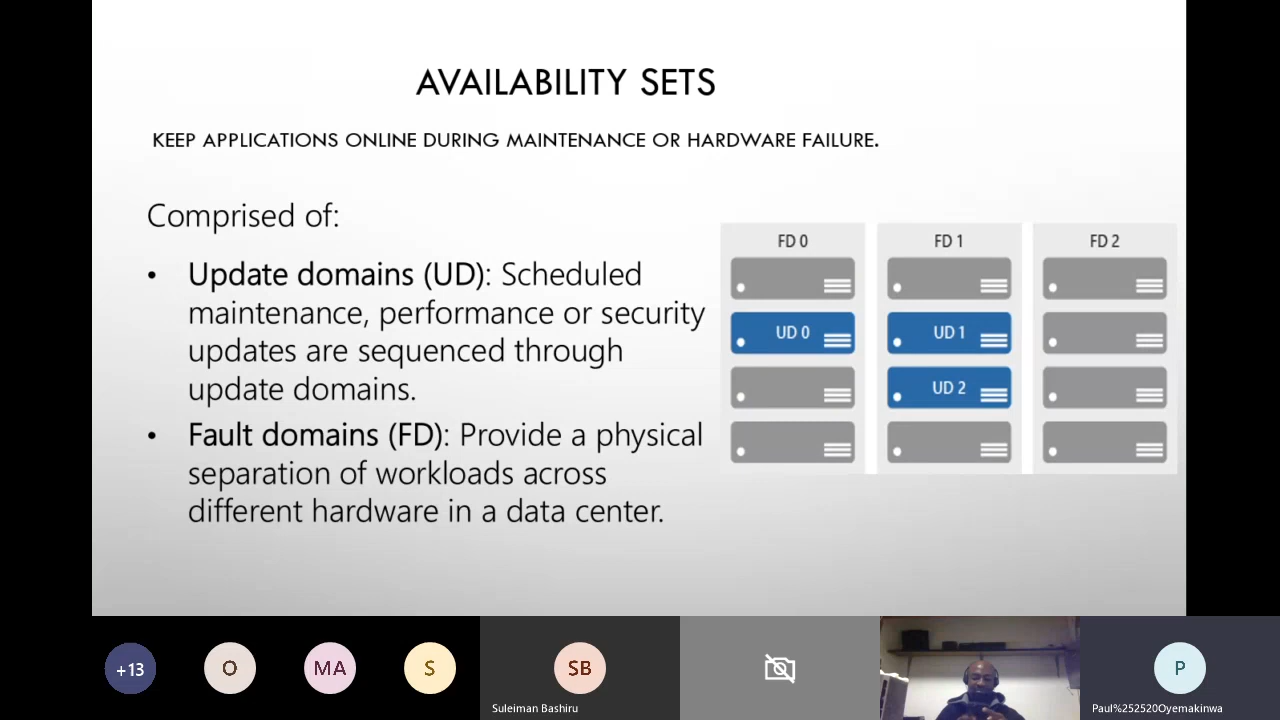 AVAILABILITY SETS
KEEP APPLICATIONS ONLINE DURING MAINTENANCE OR HARDWARE FAILURE.
Comprised of:
• Update domains (UD): Scheduled
maintenance, performance or security
updates are sequenced through
update domains.
• Fault domains (FD): Provide a physical
separation of workloads across
different hardware in a data center.
FD 0 FD 1 FD 2
UD 0 UD 1
UD 2
+13 O MA S SB P
Suleiman Bashiru Paul%252520Oyemakinwa